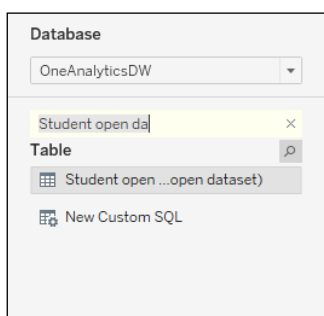 Database
OneAnalyticsDW
Student open da
Table
Student open ...open dataset)
New Custom SQL